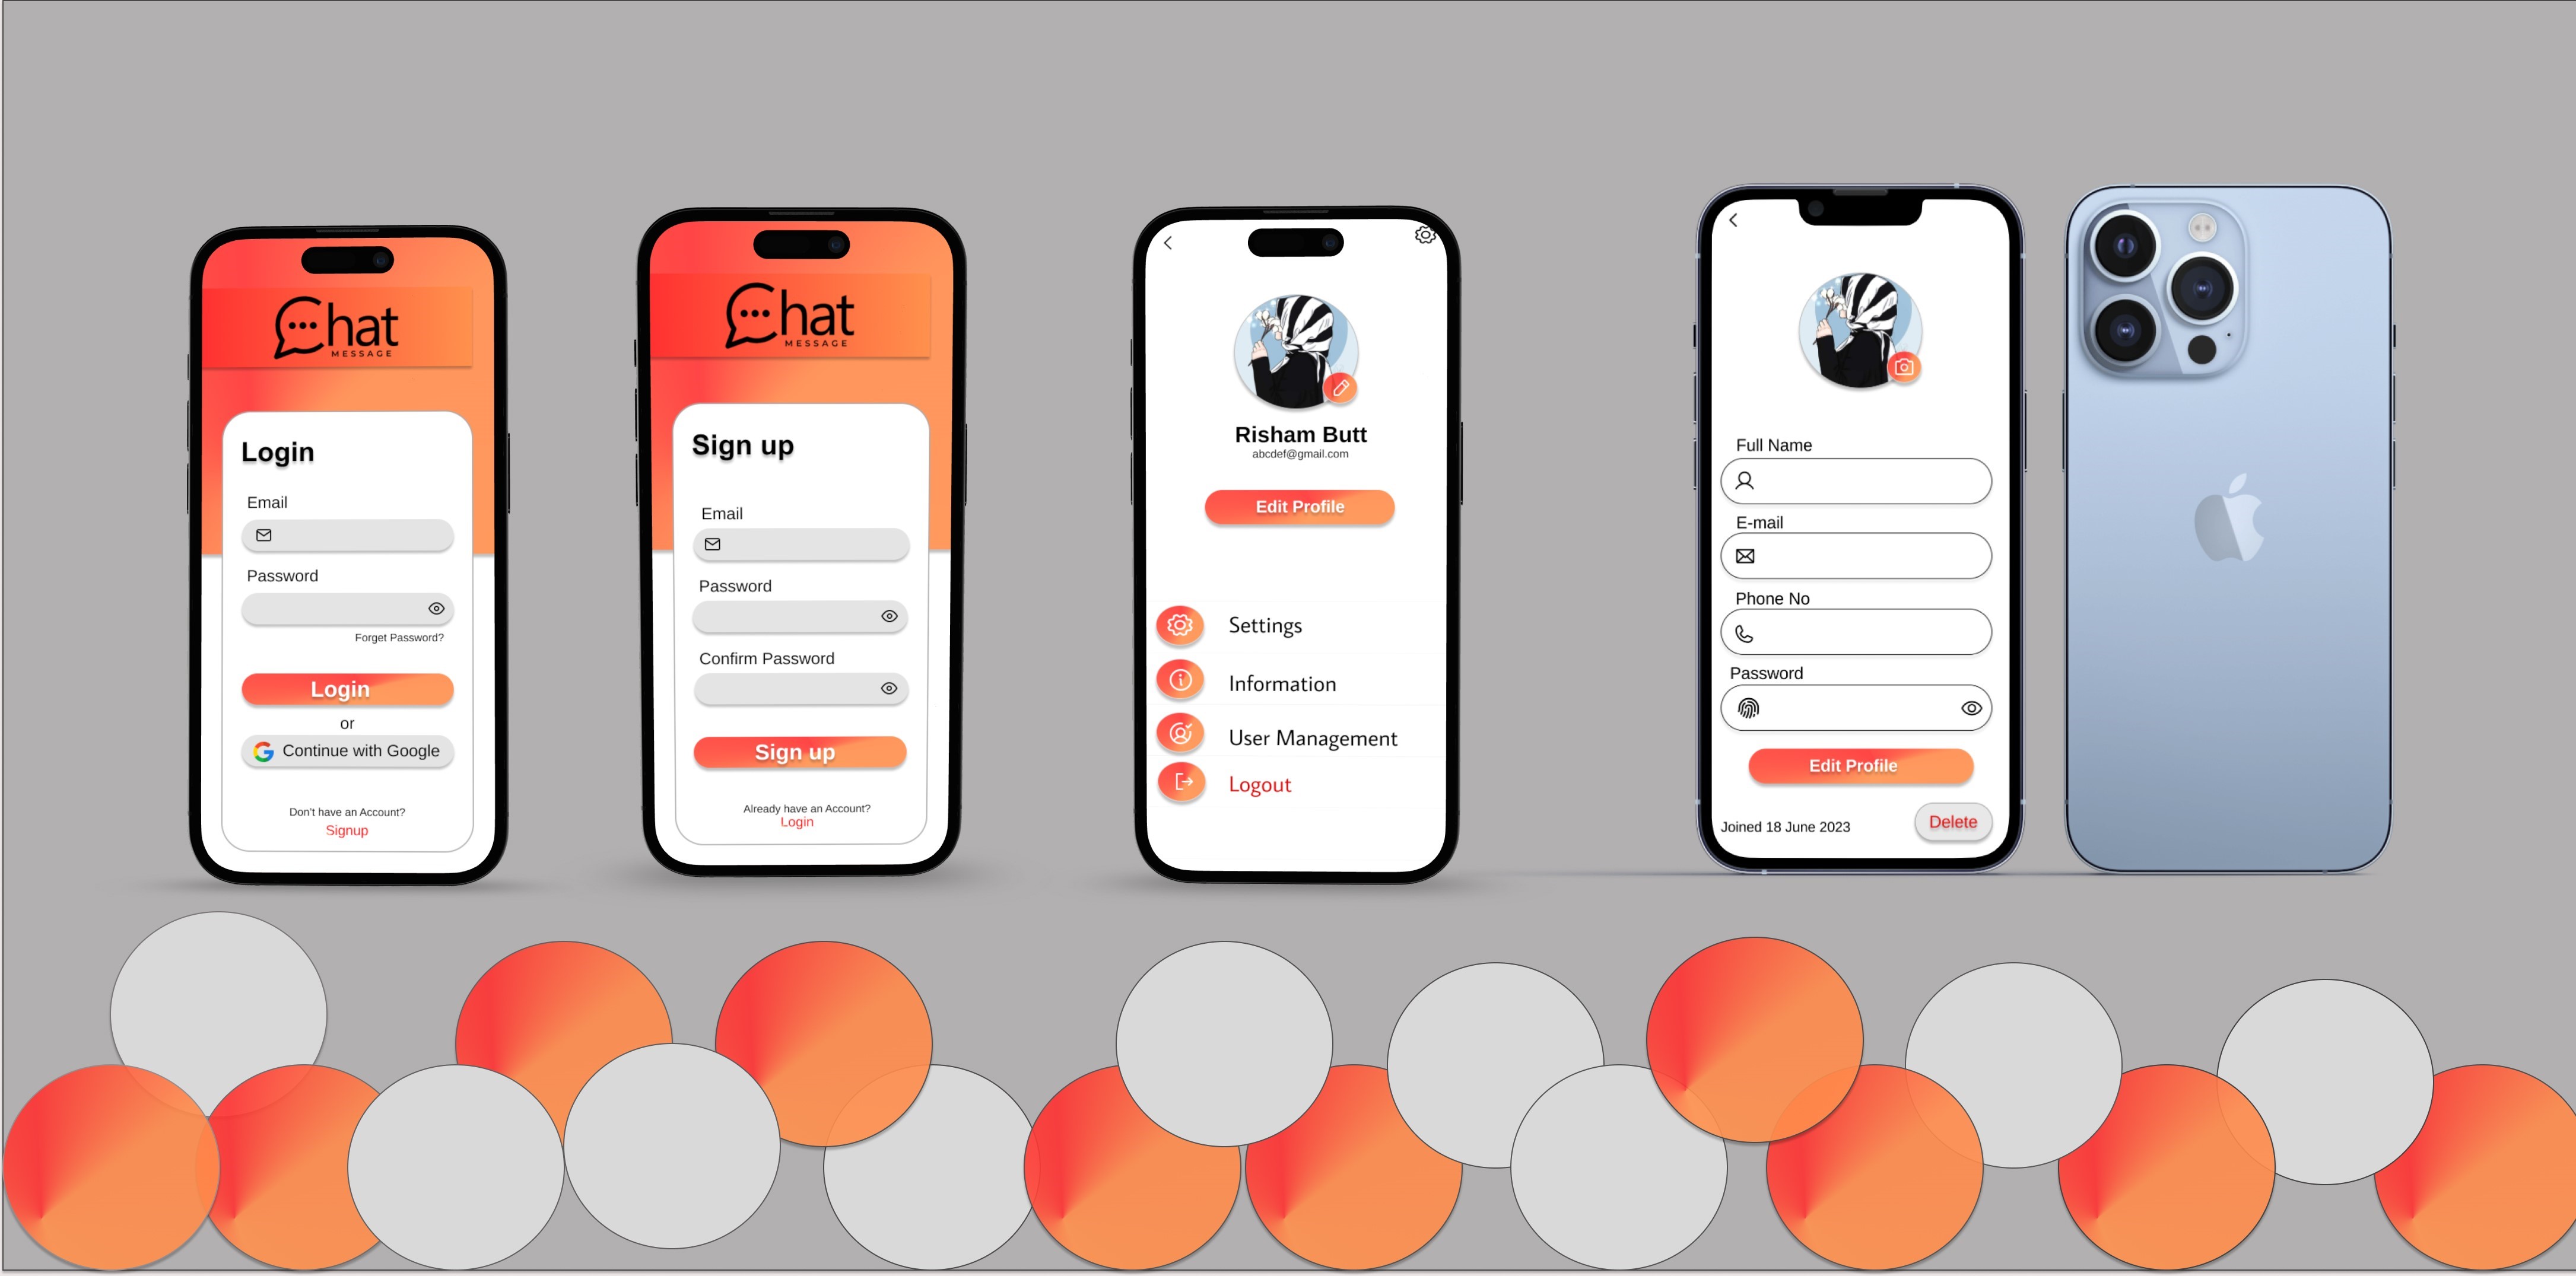 Chat
MESSAGE
Login
Email
Password
Forget Password?
Login
or
Continue with Google
Don't have an Account?
Signup
Chat
MESSAGE
Sign up
Email
Password
Confirm Password
Sign up
Already have an Account?
Login
Risham Butt
abcdef@gmail.com
Edit Profile
Settings
Information
User Management
Logout
Full Name
E-mail
Phone No
Password
Edit Profile
Joined 18 June 2023
Delete